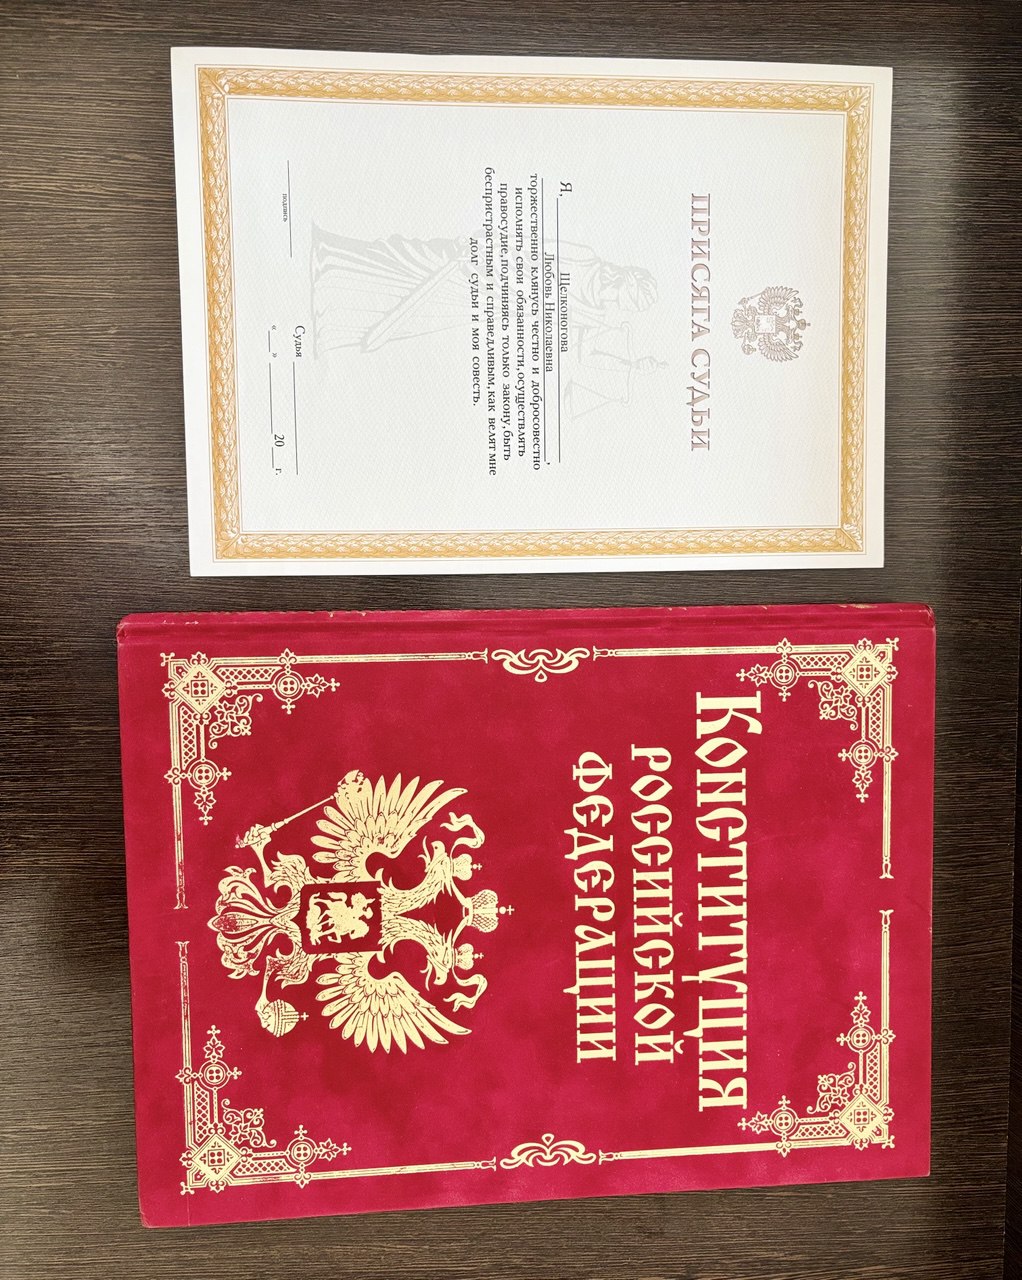 ПРИСЯГА СУДЬИ
Я, Щелконогова
Любовь Николаевна,
торжественно клянусь честно и добросовестно
исполнять свои обязанности, осуществлять
правосудие, подчиняясь только закону, быть
беспристрастным и справедливым, как велят мне
долг судьи и моя совесть.
Судья
подпись
« » 20 г.
Конституция
Российской
Федерации